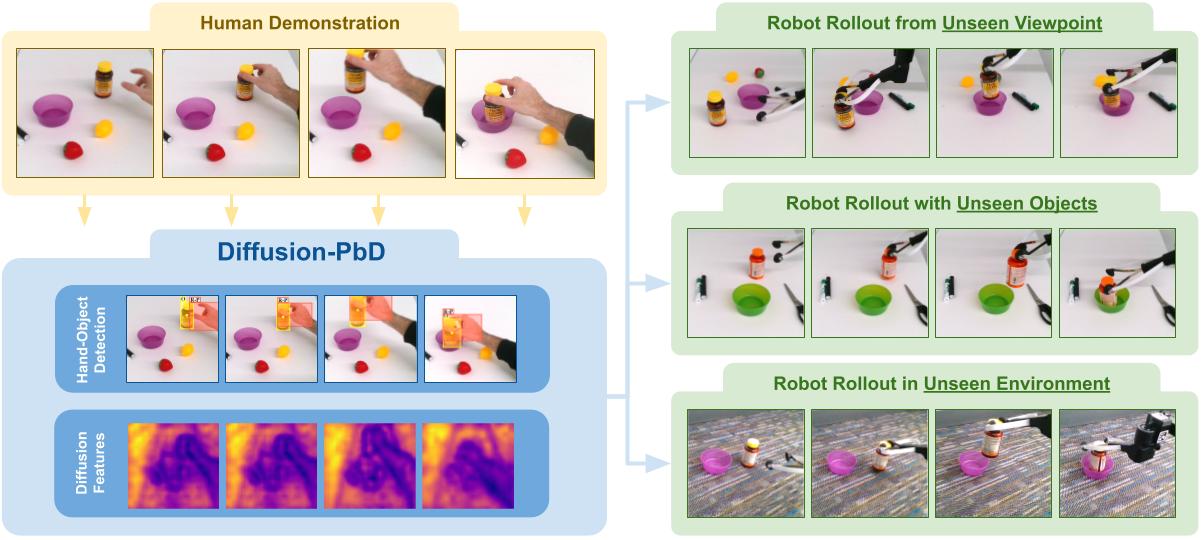 Human Demonstration
Diffusion-PbD
Hand-Object
Detection
Diffusion
Features
Robot Rollout from Unseen Viewpoint
Robot Rollout with Unseen Objects
Robot Rollout in Unseen Environment